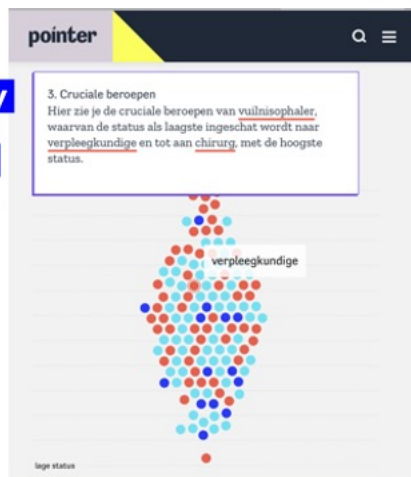 pointer
3. Cruciale beroepen
Hier zie je de cruciale beroepen van vuilnisophaler,
waarvan de status als laagste ingeschat wordt naar
verpleegkundige en tot aan chirurg, met de hoogste
status.
verpleegkundige
lage status